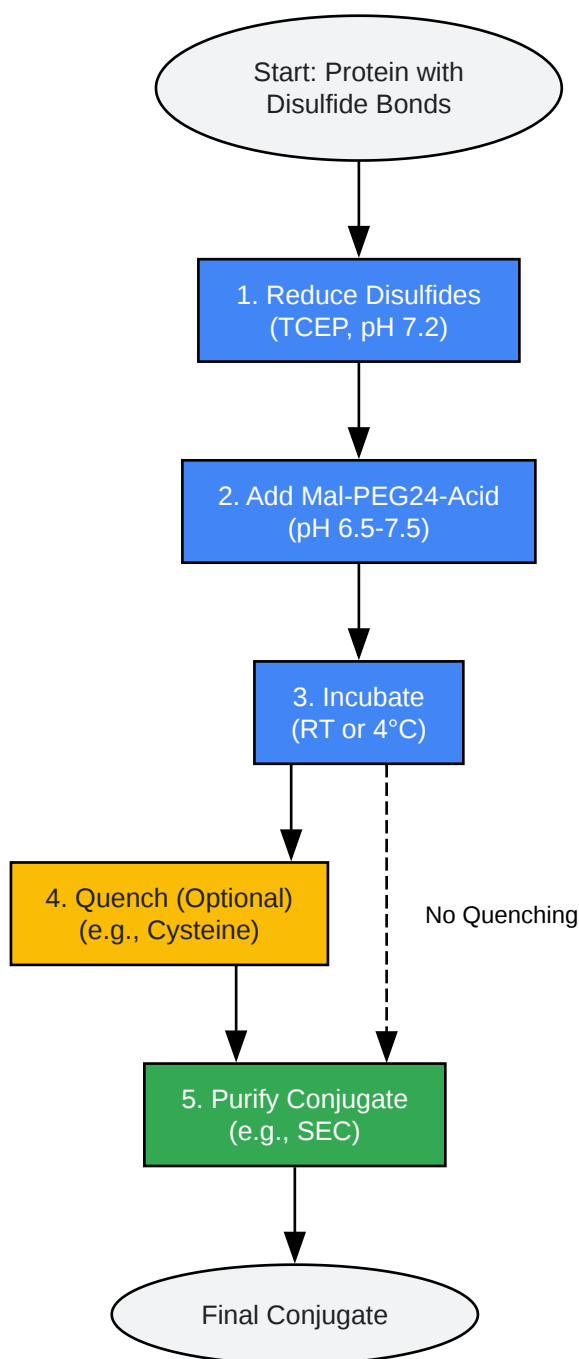 Start: Protein with
Disulfide Bonds
1. Reduce Disulfides
(TCEP, pH 7.2)
2. Add Mal-PEG24-Acid
(pH 6.5-7.5)
3. Incubate
(RT or 4°C)
4. Quench (Optional)
(e.g., Cysteine)
No Quenching
5. Purify Conjugate
(e.g., SEC)
Final Conjugate